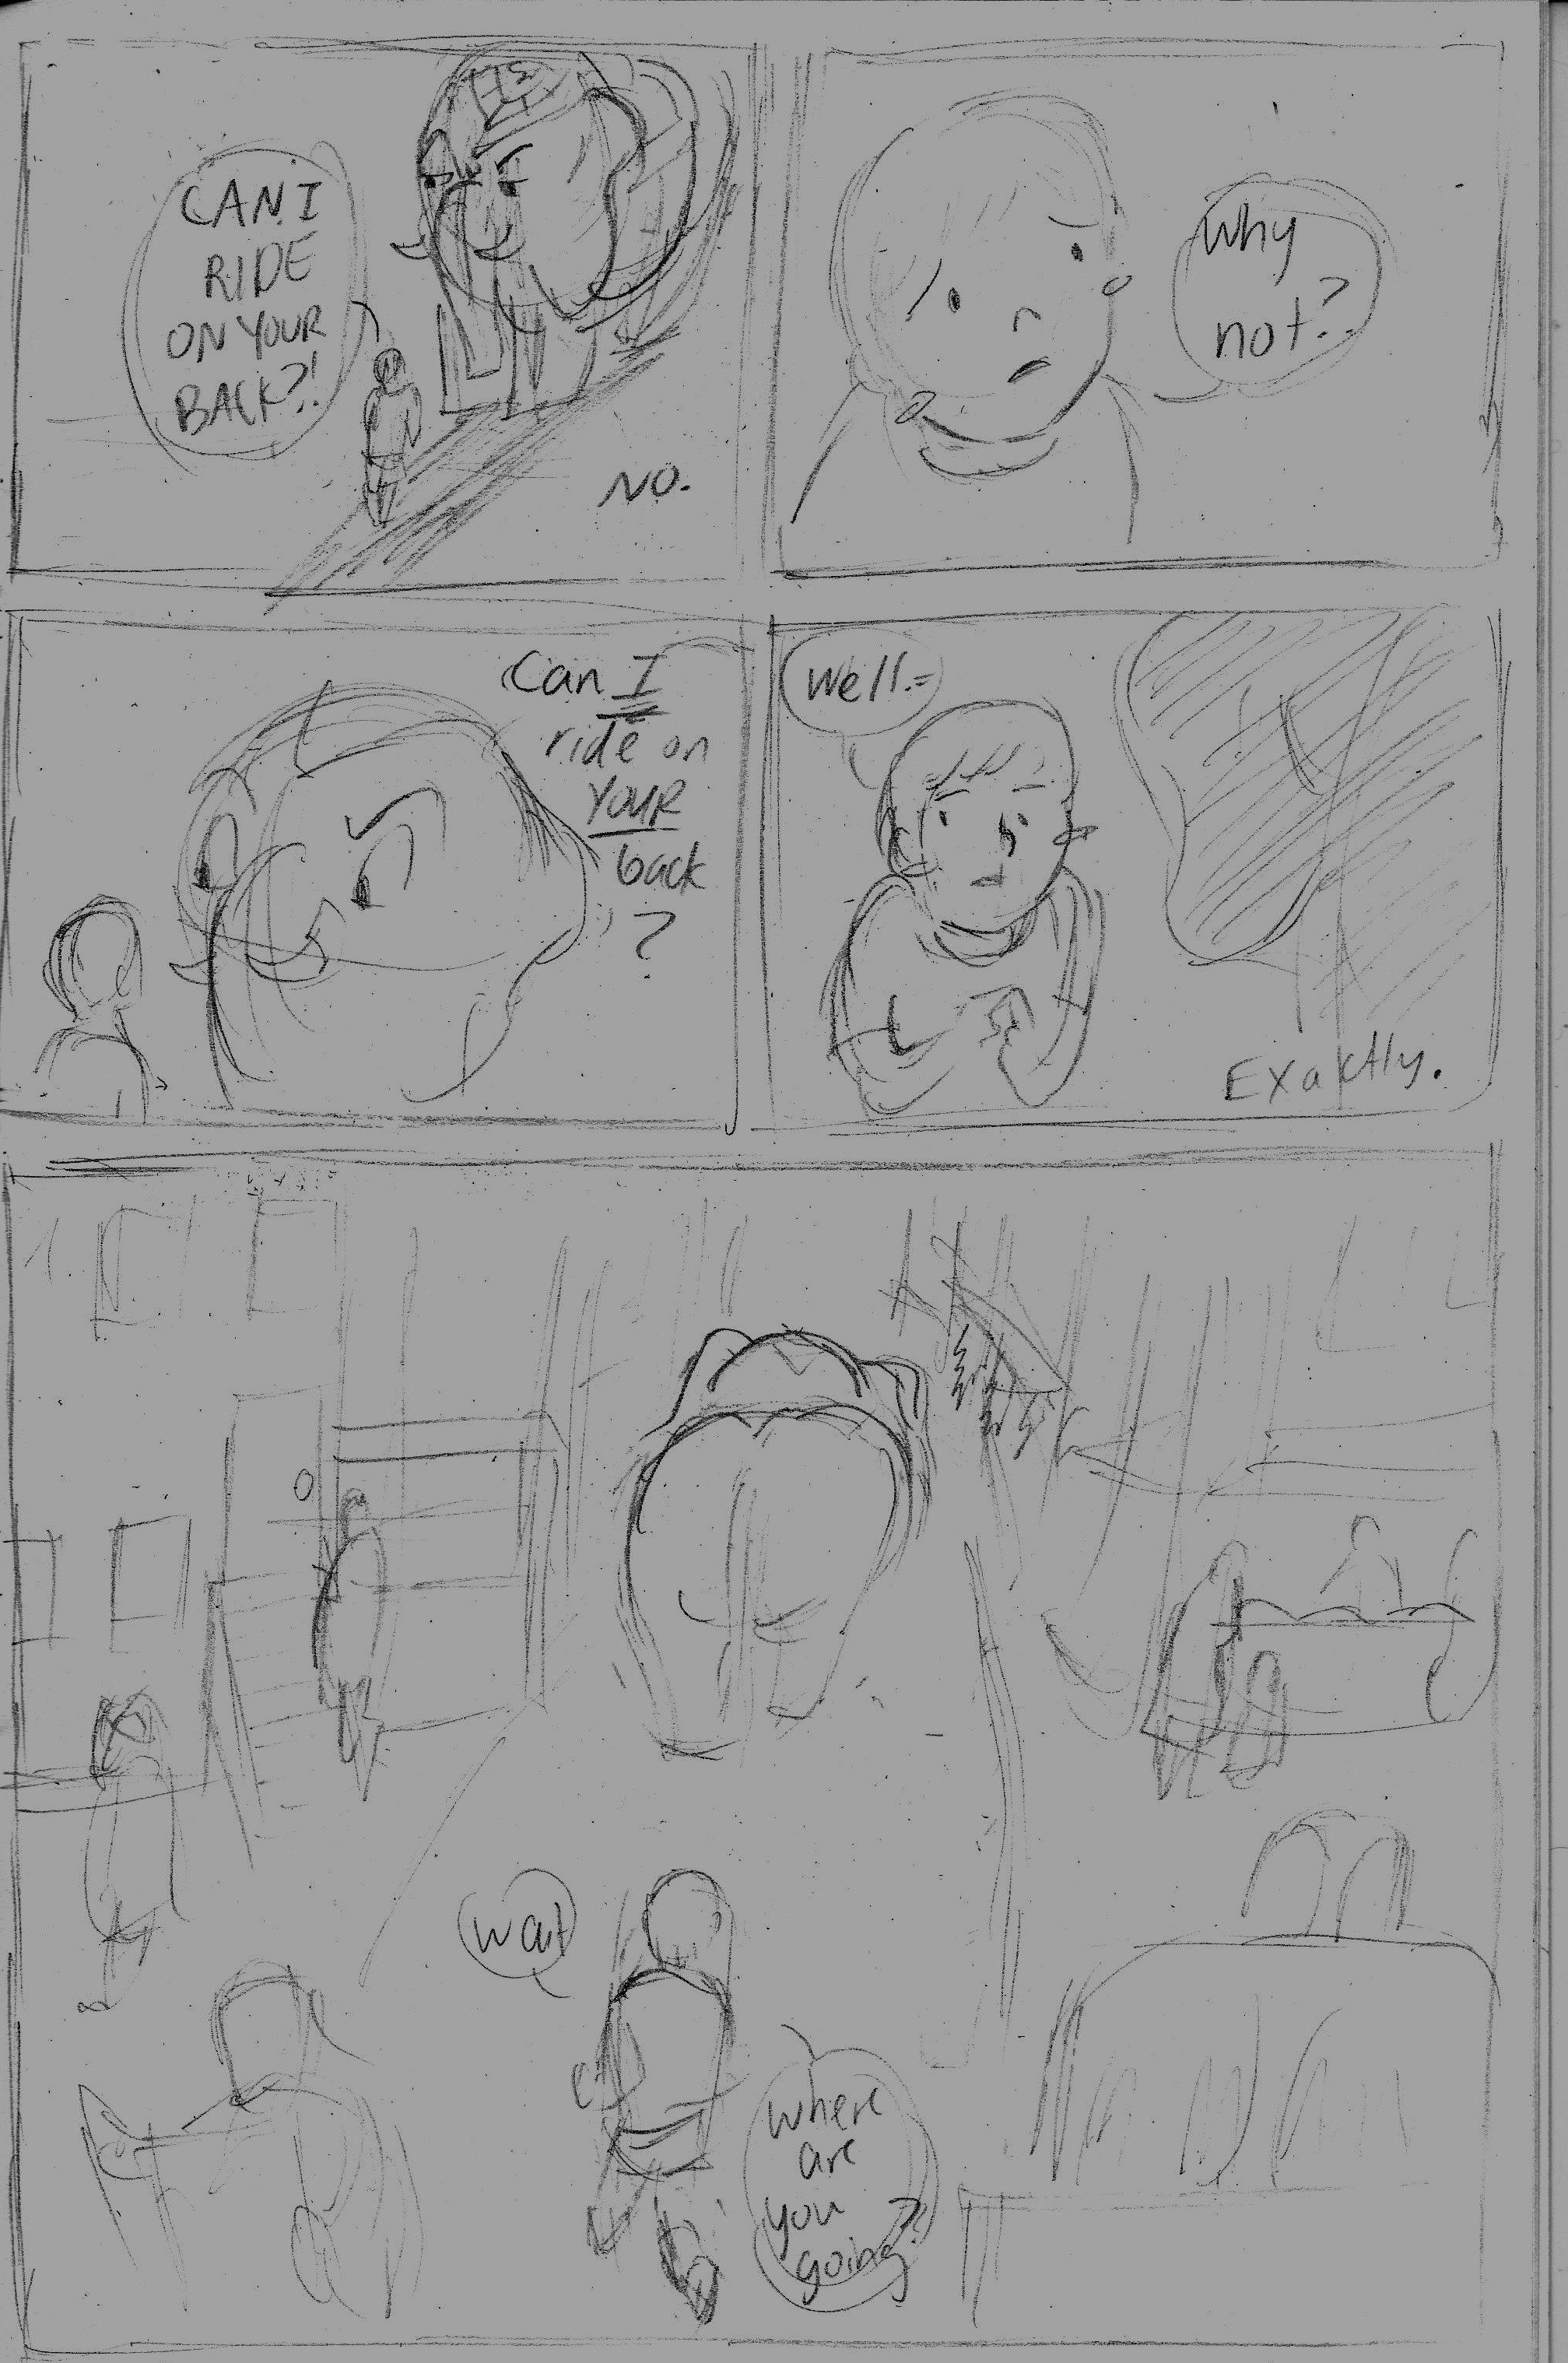 CAN I
RIDE
ON YOUR
BACK?!
NO.
Why
not?
Can I
ride on
YOUR
back
?
Well..
Exaktly.
wait
where
are
you
going?